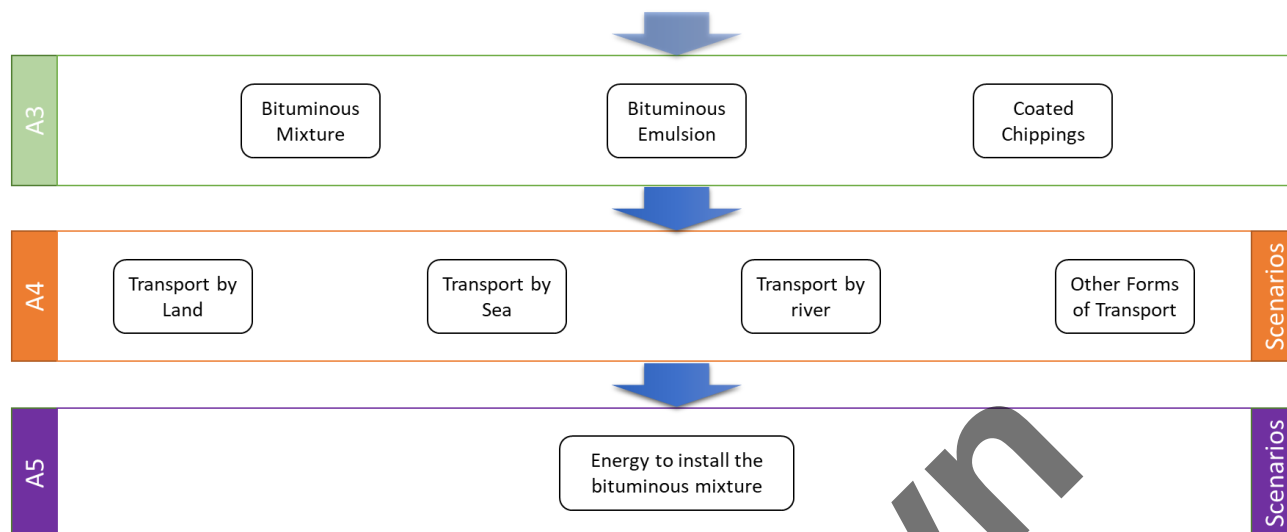 A3
Bituminous
Mixture
Bituminous
Emulsion
Coated
Chippings
A4
Transport by
Land
Transport by
Sea
Transport by
river
Other Forms
of Transport
Scenarios
A5
Energy to install the
bituminous mixture
Scenarios